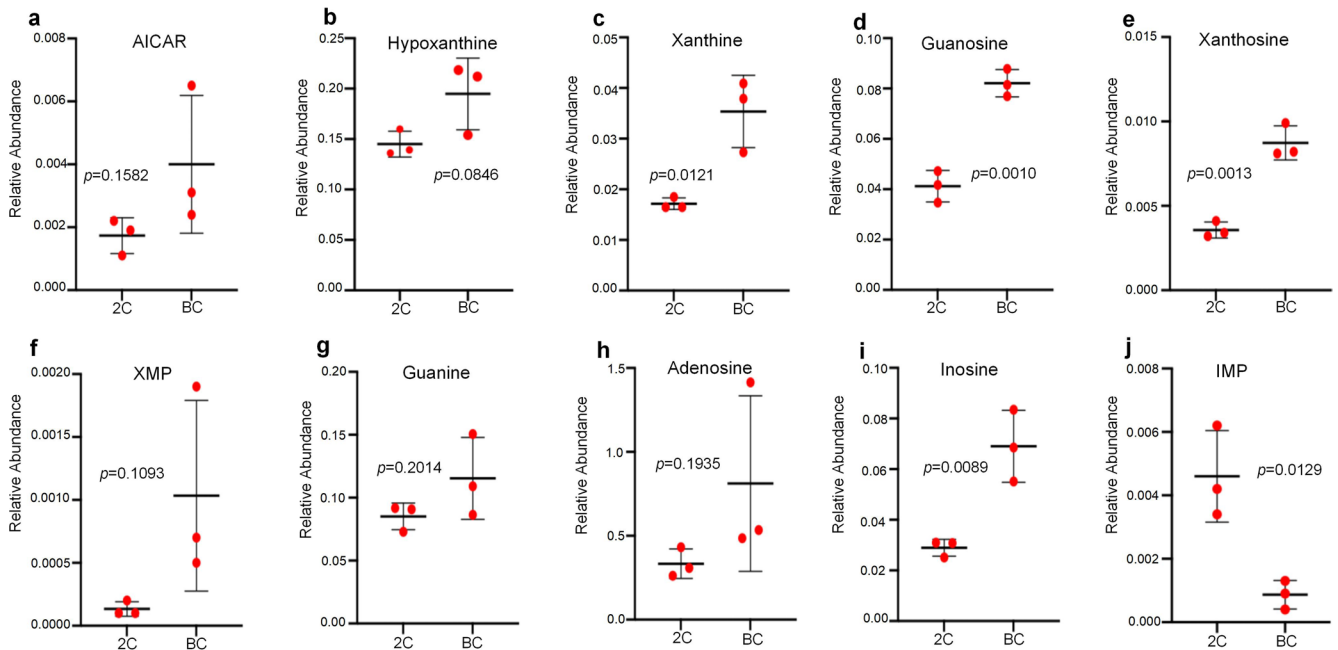 a
AICAR
Relative Abundance
0.008
0.006
0.004
0.002
0.000
p=0.1582
2C
BC
b
Hypoxanthine
Relative Abundance
0.25
0.20
0.15
0.10
0.05
0.00
p=0.0846
2C
BC
c
Xanthine
Relative Abundance
0.05
0.04
0.03
0.02
0.01
0.00
p=0.0121
2C
BC
d
Guanosine
Relative Abundance
0.10
0.08
0.06
0.04
0.02
0.00
p=0.0010
2C
BC
e
Xanthosine
Relative Abundance
0.015
0.010
0.005
0.000
p=0.0013
2C
BC
f
XMP
Relative Abundance
0.0020
0.0015
0.0010
0.0005
0.0000
p=0.1093
2C
BC
g
Guanine
Relative Abundance
0.20
0.15
0.10
0.05
0.00
p=0.2014
2C
BC
h
Adenosine
Relative Abundance
1.5
1.0
0.5
0.0
p=0.1935
2C
BC
i
Inosine
Relative Abundance
0.10
0.08
0.06
0.04
0.02
0.00
p=0.0089
2C
BC
j
IMP
Relative Abundance
0.008
0.006
0.004
0.002
0.000
p=0.0129
2C
BC